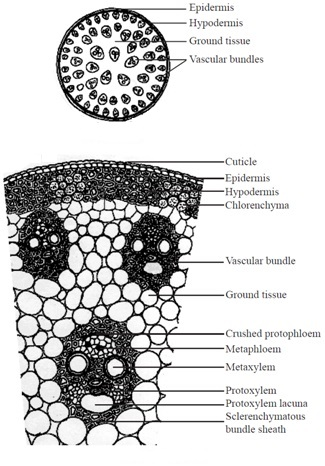 Epidermis
Hypodermis
Ground tissue
Vascular bundles
Cuticle
Epidermis
Hypodermis
Chlorenchyma
Vascular bundle
Ground tissue
Crushed protophloem
Metaphloem
Metaxylem
Protoxylem
Protoxylem lacuna
Sclerenchymatous
bundle sheath